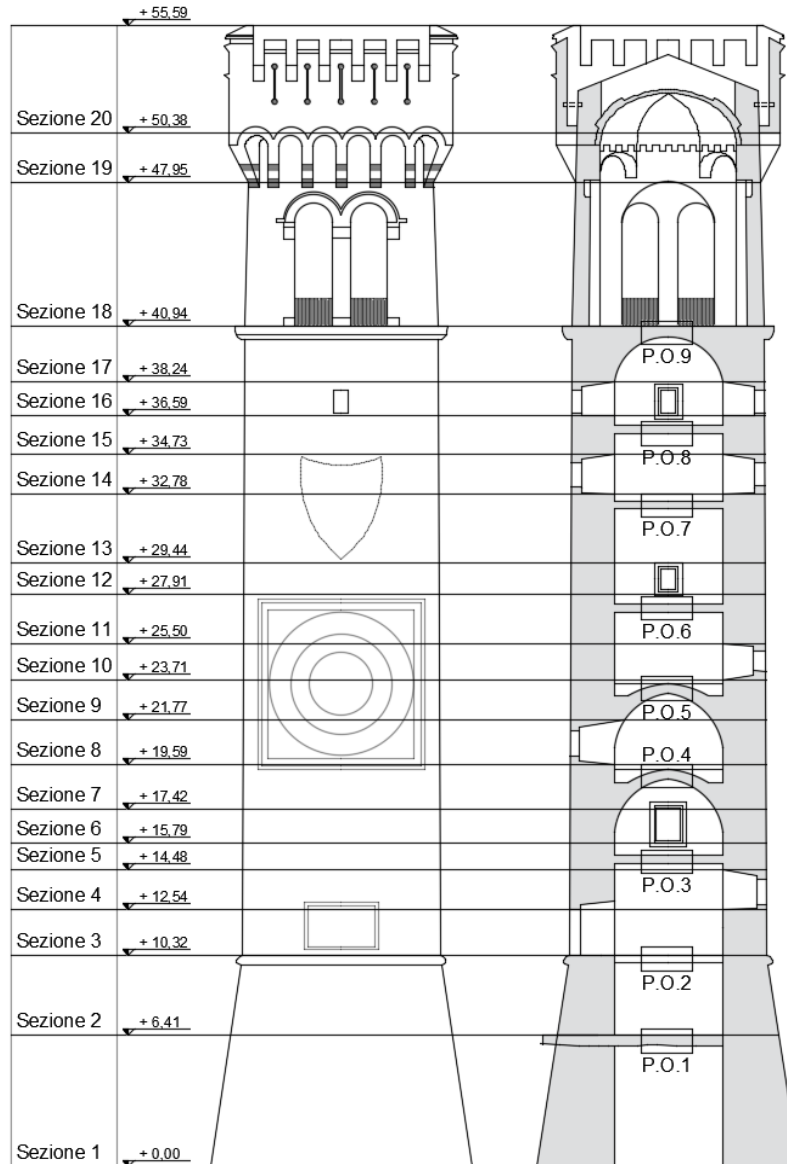 + 55,59
Sezione 20 + 50,38
Sezione 19 + 47,95
Sezione 18 + 40,94
P.O.9
Sezione 17 + 38,24
Sezione 16 + 36,59
Sezione 15 + 34,73
P.O.8
Sezione 14 + 32,78
P.O.7
Sezione 13 + 29,44
Sezione 12 + 27,91
Sezione 11 + 25,50
P.O.6
Sezione 10 + 23,71
Sezione 9 + 21,77
P.O.5
Sezione 8 + 19,59
P.O.4
Sezione 7 + 17,42
Sezione 6 + 15,79
Sezione 5 + 14,48
P.O.3
Sezione 4 + 12,54
Sezione 3 + 10,32
P.O.2
Sezione 2 + 6,41
P.O.1
Sezione 1 + 0,00